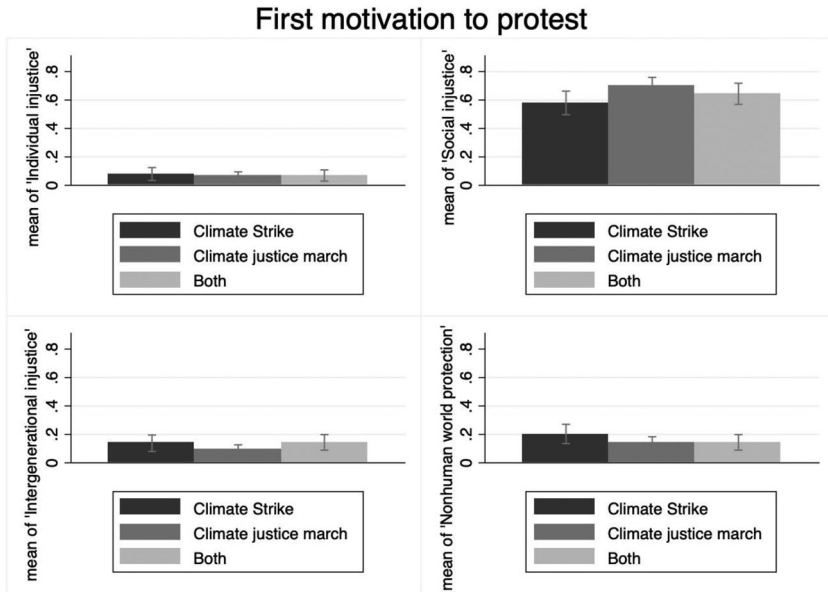 First motivation to protest
mean of 'Individual injustice'
.8
.6
.4
.2
0
Climate Strike
Climate justice march
Both
mean of 'Social injustice'
.8
.6
.4
.2
0
Climate Strike
Climate justice march
Both
mean of 'Intergenerational injustice'
.8
.6
.4
.2
0
Climate Strike
Climate justice march
Both
mean of 'Nonhuman world protection'
.8
.6
.4
.2
0
Climate Strike
Climate justice march
Both